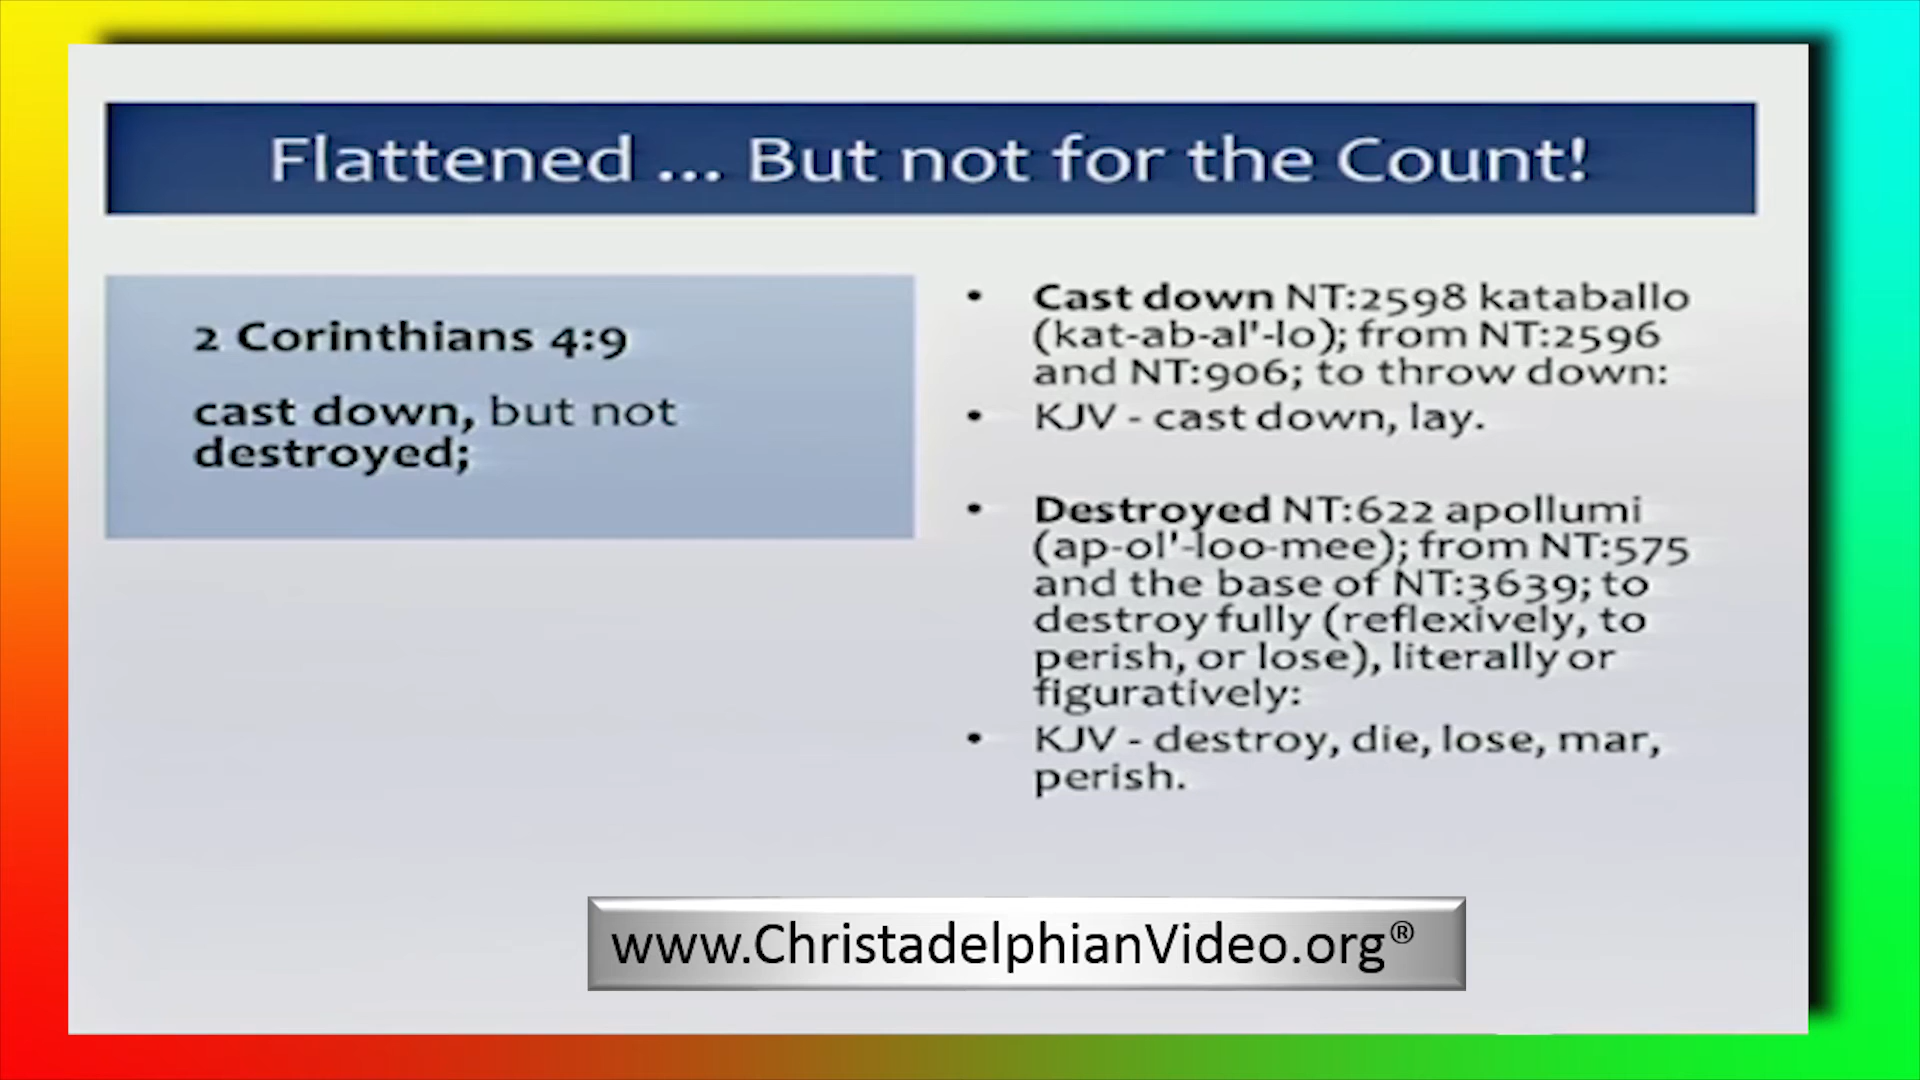 Flattened ... But not for the Count!
2 Corinthians 4:9
cast down, but not
destroyed;
• Cast down NT:2598 kataballo
(kat-ab-al'-lo); from NT:2596
and NT:906; to throw down:
• KJV - cast down, lay.
• Destroyed NT:622 apollumi
(ap-ol'-loo-mee); from NT:575
and the base of NT:3639; to
destroy fully (reflexively, to
perish, or lose), literally or
figuratively:
• KJV - destroy, die, lose, mar,
perish.
www.ChristadelphianVideo.org®